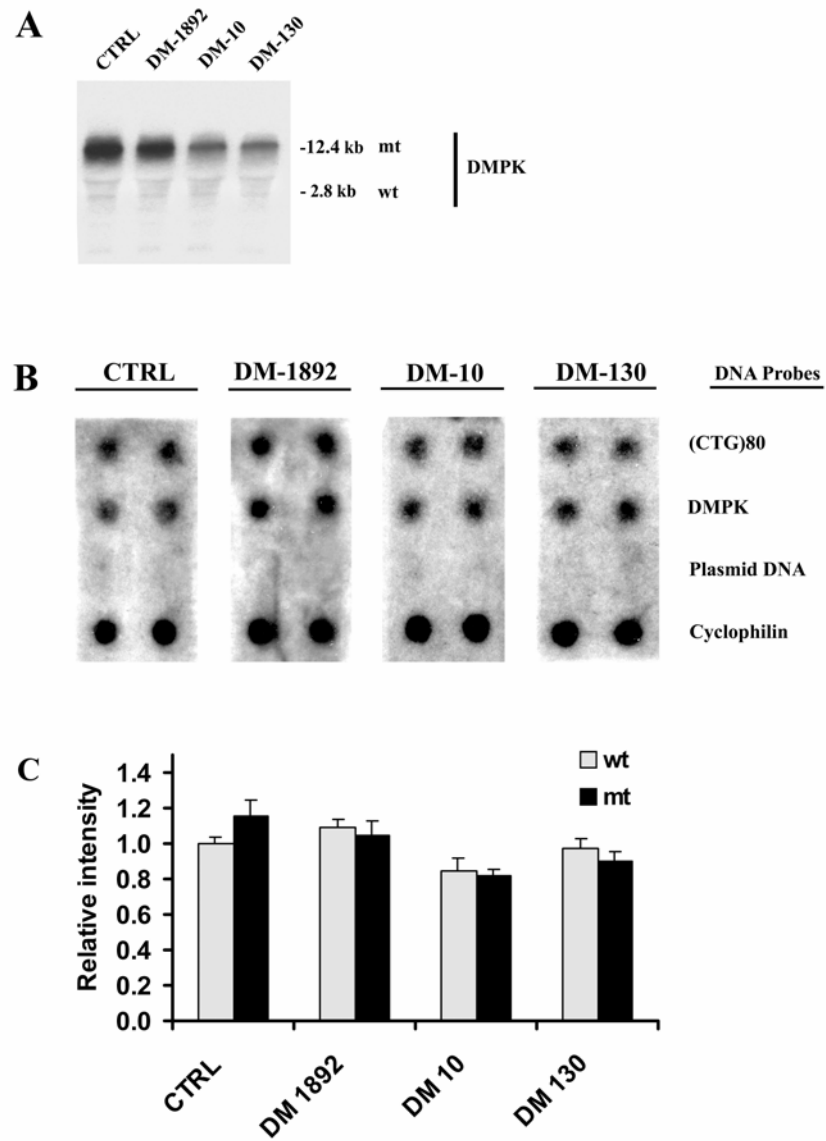 A
CTRL
DM-1892
DM-10
DM-130
-12.4 kb mt
- 2.8 kb wt
DMPK
B
CTRL
DM-1892
DM-10
DM-130
DNA Probes
(CTG)80
DMPK
Plasmid DNA
Cyclophilin
C
Relative intensity
1.4
1.2
1.0
0.8
0.6
0.4
0.2
0.0
wt
mt
CTRL
DM 1892
DM 10
DM 130